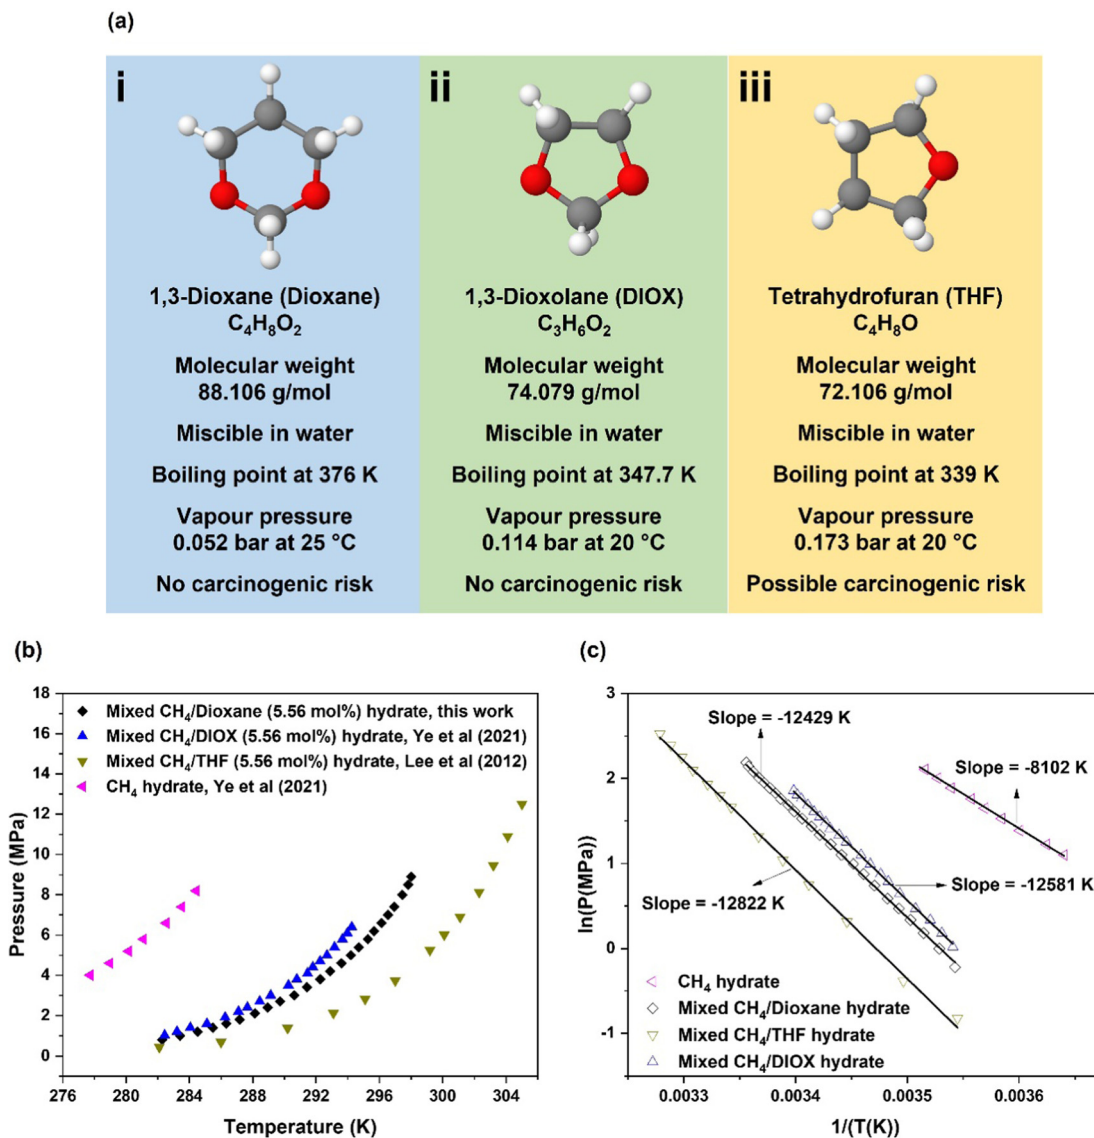 (a)
i
ii
iii
1,3-Dioxane (Dioxane)
C₄H₈O₂
Molecular weight
88.106 g/mol
Miscible in water
Boiling point at 376 K
Vapour pressure
0.052 bar at 25 °C
No carcinogenic risk
1,3-Dioxolane (DIOX)
C₃H₆O₂
Molecular weight
74.079 g/mol
Miscible in water
Boiling point at 347.7 K
Vapour pressure
0.114 bar at 20 °C
No carcinogenic risk
Tetrahydrofuran (THF)
C₄H₈O
Molecular weight
72.106 g/mol
Miscible in water
Boiling point at 339 K
Vapour pressure
0.173 bar at 20 °C
Possible carcinogenic risk
(b)
Pressure (MPa)
18
16
14
12
10
8
6
4
2
0
Mixed CH₄/Dioxane (5.56 mol%) hydrate, this work
Mixed CH₄/DIOX (5.56 mol%) hydrate, Ye et al (2021)
Mixed CH₄/THF (5.56 mol%) hydrate, Lee et al (2012)
CH₄ hydrate, Ye et al (2021)
276 280 284 288 292 296 300 304
Temperature (K)
(c)
ln(P(MPa))
3
2
1
0
-1
Slope = -12429 K
Slope = -8102 K
Slope = -12581 K
Slope = -12822 K
CH₄ hydrate
Mixed CH₄/Dioxane hydrate
Mixed CH₄/THF hydrate
Mixed CH₄/DIOX hydrate
0.0033 0.0034 0.0035 0.0036
1/(T(K))